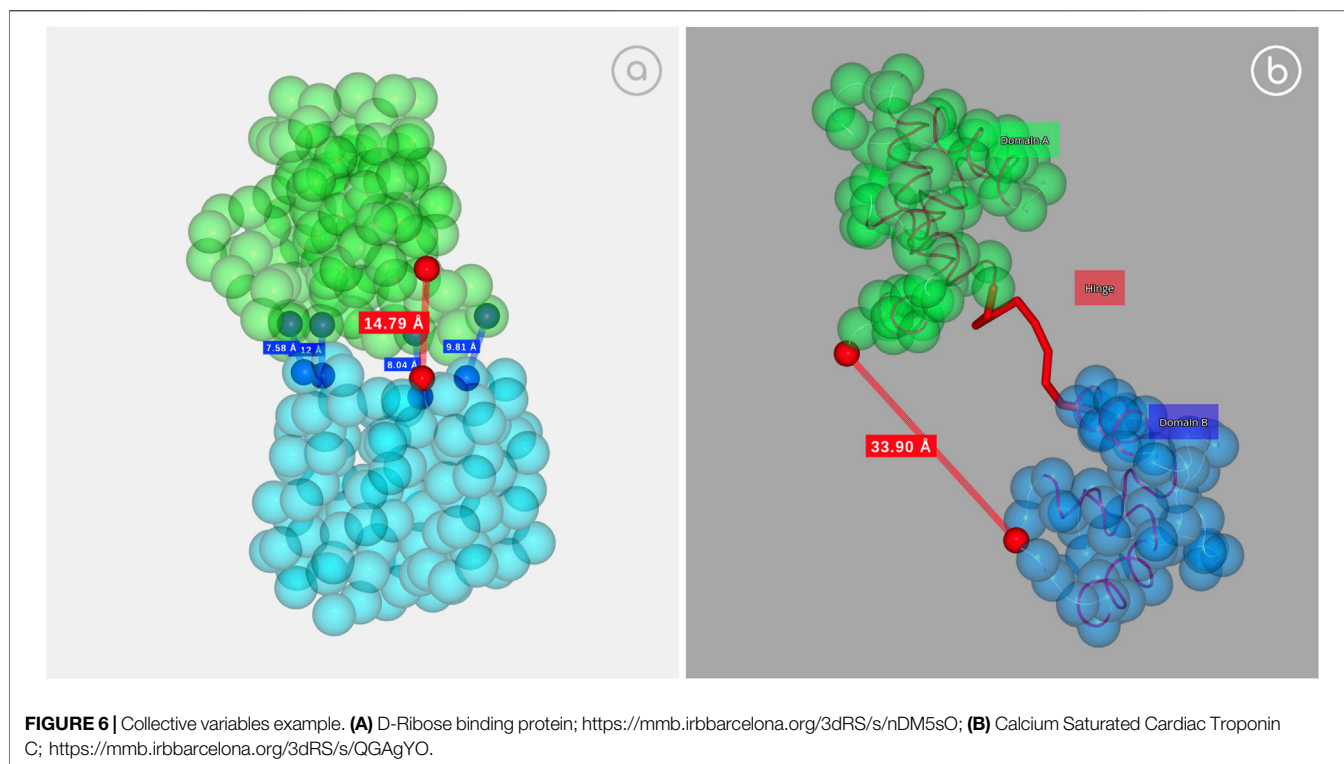 a
b
Domain A
Hinge
14.79 Å
7.58 Å
12 Å
9.81 Å
8.04 Å
Domain B
33.90 Å
FIGURE 6 | Collective variables example. (A) D-Ribose binding protein; https://mmb.irbbarcelona.org/3dRS/s/nDM5sO; (B) Calcium Saturated Cardiac Troponin
C; https://mmb.irbbarcelona.org/3dRS/s/QGAgYO.